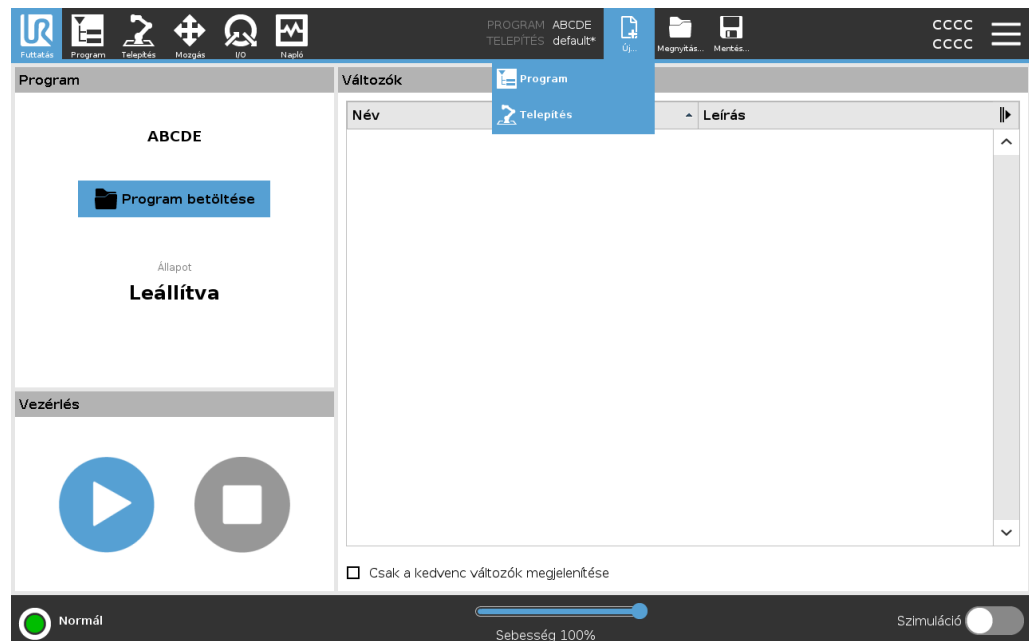 Futtatás
Program
Telepítés
Mozgás
I/O
Napló
PROGRAM ABCDE
TELEPÍTÉS default*
Új...
Megnyitás...
Mentés...
CCCC
CCCC
Program
Telepítés
Program
ABCDE
Program betöltése
Állapot
Leállítva
Vezérlés
Változók
Név
Leírás
Csak a kedvenc változók megjelenítése
Normál
Sebesség 100%
Szimuláció